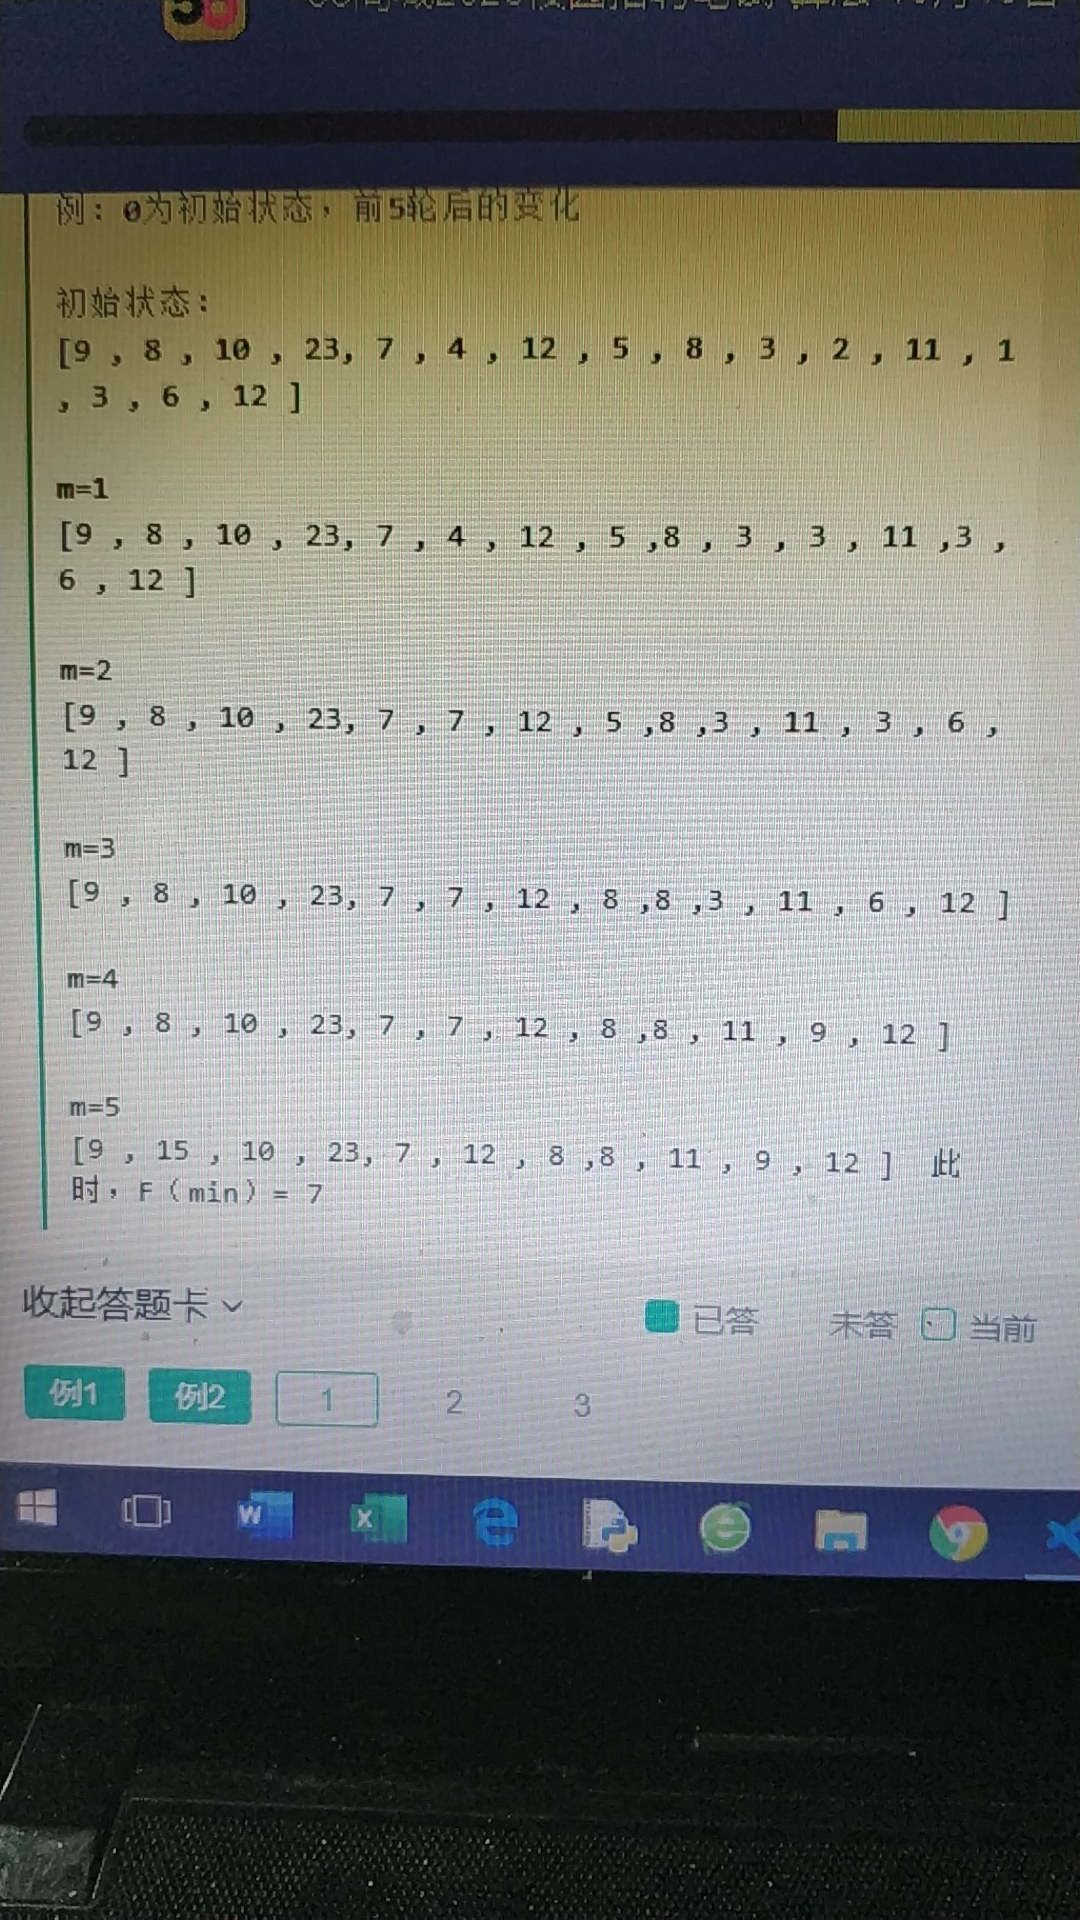 58
例：0为初始状态，前5轮后的变化
初始状态：
[9 , 8 , 10 , 23, 7 , 4 , 12 , 5 , 8 , 3 , 2 , 11 , 1
, 3 , 6 , 12 ]
m=1
[9 , 8 , 10 , 23, 7 , 4 , 12 , 5 ,8 , 3 , 3 , 11 ,3 ,
6 , 12 ]
m=2
[9 , 8 , 10 , 23, 7 , 7 , 12 , 5 ,8 ,3 , 11 , 3 , 6 ,
12 ]
m=3
[9 , 8 , 10 , 23, 7 , 7 , 12 , 8 ,8 ,3 , 11 , 6 , 12 ]
m=4
[9 , 8 , 10 , 23, 7 , 7 , 12 , 8 ,8 , 11 , 9 , 12 ]
m=5
[9 , 15 , 10 , 23, 7 , 12 , 8 ,8 , 11 , 9 , 12 ] 此
时，F（min）= 7
收起答题卡
已答 未答 当前
例1 例2 1 2 3